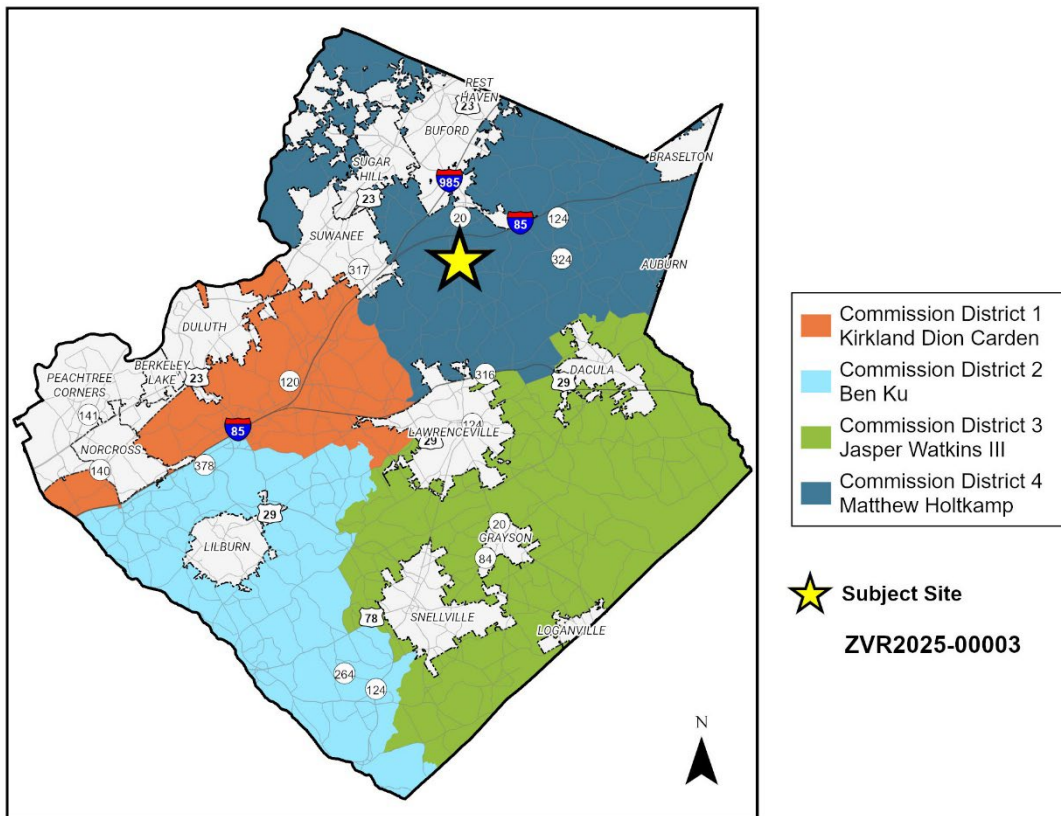 REST
HAVEN
23
BUFORD
BRASELTON
SUGAR
HILL
985
23
20
85
124
SUWANEE
317
324
AUBURN
DULUTH
BERKELEY
LAKE
23
PEACHTREE
CORNERS
141
120
316
DACULA
29
NORCROSS
85
124
LAWRENCEVILLE
29
140
378
29
LILBURN
20
GRAYSON
84
78
SNELLVILLE
LOGANVILLE
264
124
N
Commission District 1
Kirkland Dion Carden
Commission District 2
Ben Ku
Commission District 3
Jasper Watkins III
Commission District 4
Matthew Holtkamp
Subject Site
ZVR2025-00003